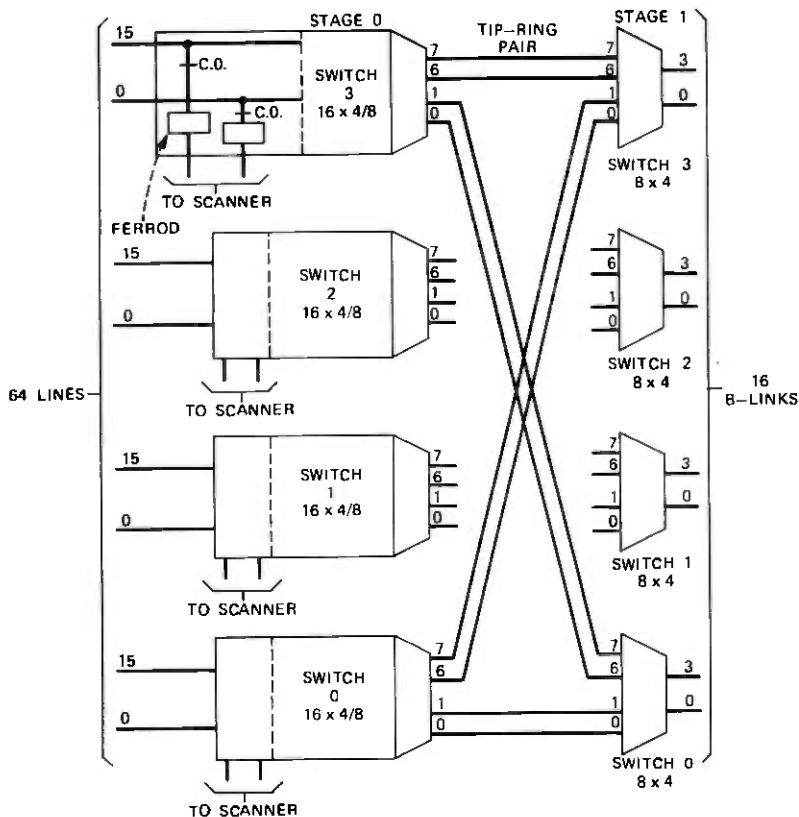 STAGE 0
STAGE 1
TIP-RING
PAIR
15
0
C.O.
C.O.
SWITCH
3
16 x 4/8
7
6
1
0
7
6
1
0
3
0
SWITCH 3
8 x 4
TO SCANNER
FERROD
15
0
SWITCH
2
16 x 4/8
7
6
1
0
7
6
1
0
3
0
SWITCH 2
8 x 4
TO SCANNER
64 LINES
16
B-LINKS
15
0
SWITCH
1
16 x 4/8
7
6
1
0
7
6
1
0
3
0
SWITCH 1
8 x 4
TO SCANNER
15
0
SWITCH
0
16 x 4/8
7
6
1
0
7
6
1
0
3
0
SWITCH 0
8 x 4
TO SCANNER